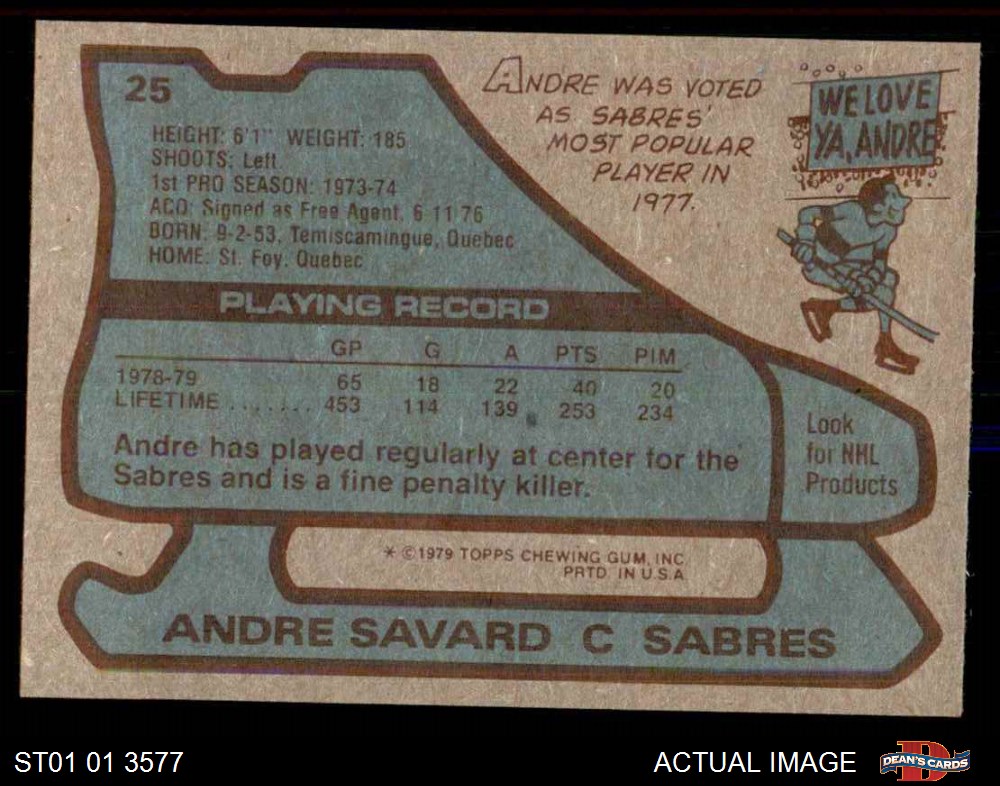 25
HEIGHT: 6'1" WEIGHT: 185
SHOOTS: Left
1st PRO SEASON: 1973-74
ACQ: Signed as Free Agent, 6-11-76
BORN: 9-2-53, Temiscamingue, Quebec
HOME: St. Foy, Quebec
ANDRE WAS VOTED
AS SABRES'
MOST POPULAR
PLAYER IN
1977.
WE LOVE
YA, ANDRE
PLAYING RECORD
GP G A PTS PIM
1978-79 65 18 22 40 20
LIFETIME ....... 453 114 139 253 234
Andre has played regularly at center for the
Sabres and is a fine penalty killer.
Look
for NHL
Products
* ©1979 TOPPS CHEWING GUM, INC
PRTD. IN U.S.A.
ANDRE SAVARD C SABRES
ST01 01 3577
ACTUAL IMAGE
D
DEAN'S CARDS